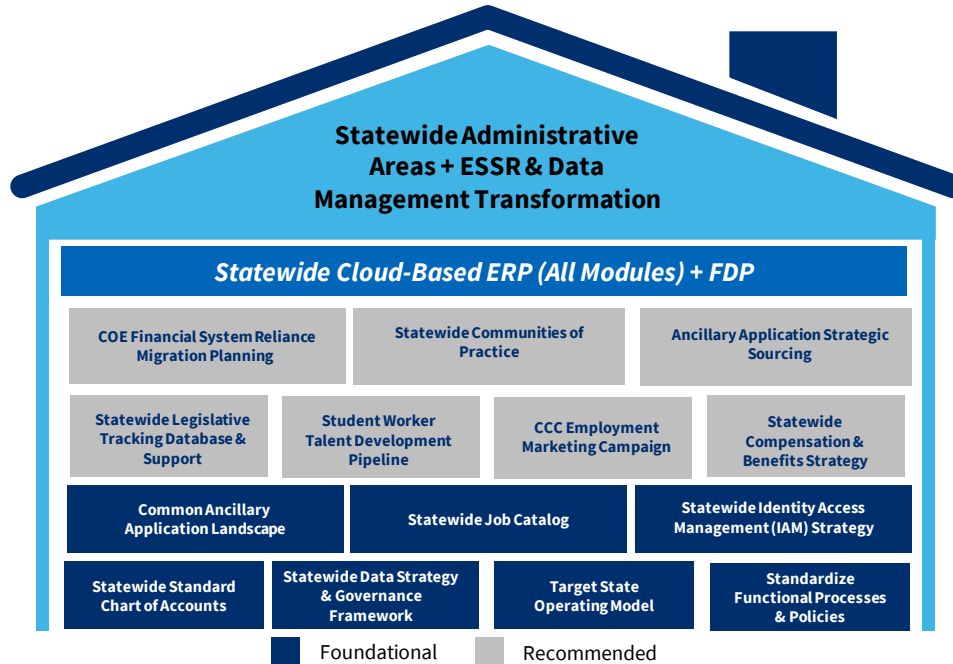 Statewide Administrative
Areas + ESSR & Data
Management Transformation
Statewide Cloud-Based ERP (All Modules) + FDP
COE Financial System Reliance
Migration Planning
Statewide Communities of
Practice
Ancillary Application Strategic
Sourcing
Statewide Legislative
Tracking Database &
Support
Student Worker
Talent Development
Pipeline
CCC Employment
Marketing Campaign
Statewide
Compensation &
Benefits Strategy
Common Ancillary
Application Landscape
Statewide Job Catalog
Statewide Identity Access
Management (IAM) Strategy
Statewide Standard
Chart of Accounts
Statewide Data Strategy
& Governance
Framework
Target State
Operating Model
Standardize
Functional Processes
& Policies
Foundational
Recommended